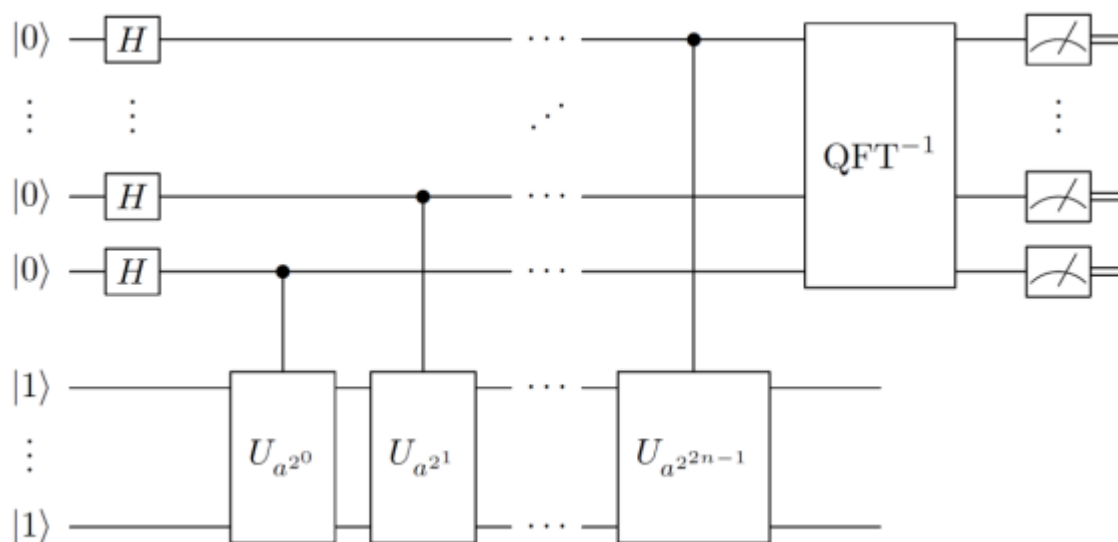 |0⟩ H ⋯
⋮ ⋮ ⋰ QFT⁻¹ ⋮
|0⟩ H ⋯
|0⟩ H ⋯
|1⟩ ⋯
⋮ U_{a^{2^0}} U_{a^{2^1}} U_{a^{2^{2n−1}}}
|1⟩ ⋯